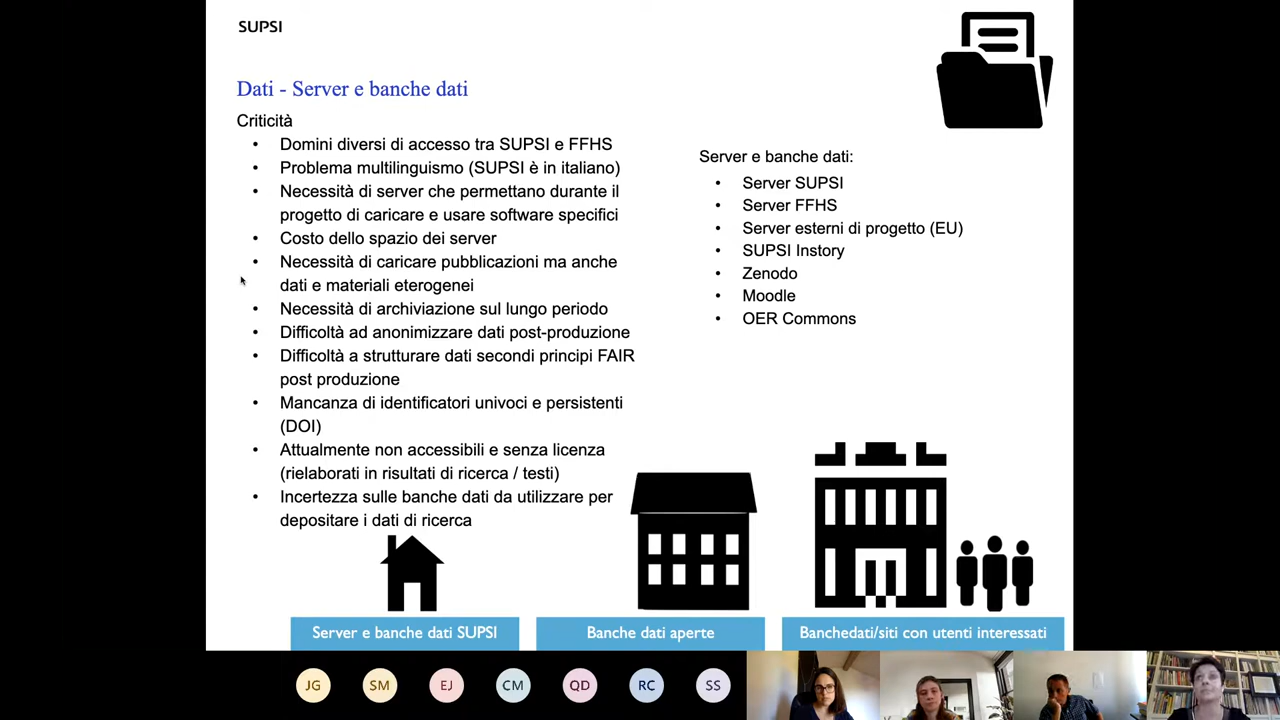 SUPSI
Dati - Server e banche dati
Criticità
• Domini diversi di accesso tra SUPSI e FFHS
• Problema multilinguismo (SUPSI è in italiano)
• Necessità di server che permettano durante il
progetto di caricare e usare software specifici
• Costo dello spazio dei server
• Necessità di caricare pubblicazioni ma anche
dati e materiali eterogenei
• Necessità di archiviazione sul lungo periodo
• Difficoltà ad anonimizzare dati post-produzione
• Difficoltà a strutturare dati secondi principi FAIR
post produzione
• Mancanza di identificatori univoci e persistenti
(DOI)
• Attualmente non accessibili e senza licenza
(rielaborati in risultati di ricerca / testi)
• Incertezza sulle banche dati da utilizzare per
depositare i dati di ricerca
Server e banche dati:
• Server SUPSI
• Server FFHS
• Server esterni di progetto (EU)
• SUPSI Instory
• Zenodo
• Moodle
• OER Commons
Server e banche dati SUPSI
Banche dati aperte
Banchedati/siti con utenti interessati
JG
SM
EJ
CM
QD
RC
SS